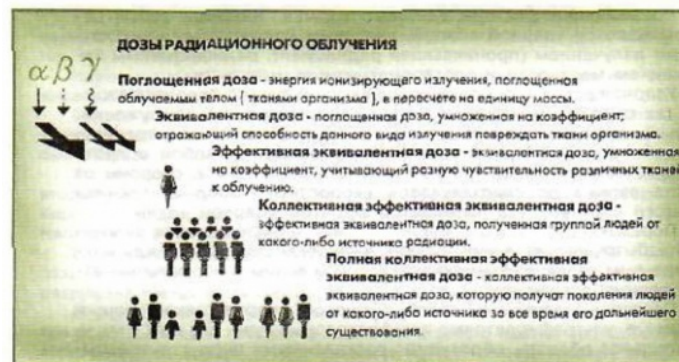 ДОЗЫ РАДИАЦИОННОГО ОБЛУЧЕНИЯ
α β γ
Поглощенная доза - энергия ионизирующего излучения, поглощенная
облучаемым телом ( тканями организма ), в пересчете на единицу массы.
Эквивалентная доза - поглощенная доза, умноженная на коэффициент,
отражающий способность данного вида излучения повреждать ткани организма.
Эффективная эквивалентная доза - эквивалентная доза, умноженная
на коэффициент, учитывающий разную чувствительность различных тканей
к облучению.
Коллективная эффективная эквивалентная доза -
эффективная эквивалентная доза, полученная группой людей от
какого-либо источника радиации.
Полная коллективная эффективная
эквивалентная доза - коллективная эффективная
эквивалентная доза, которую получат поколения людей
от какого-либо источника за все время его дальнейшего
существования.